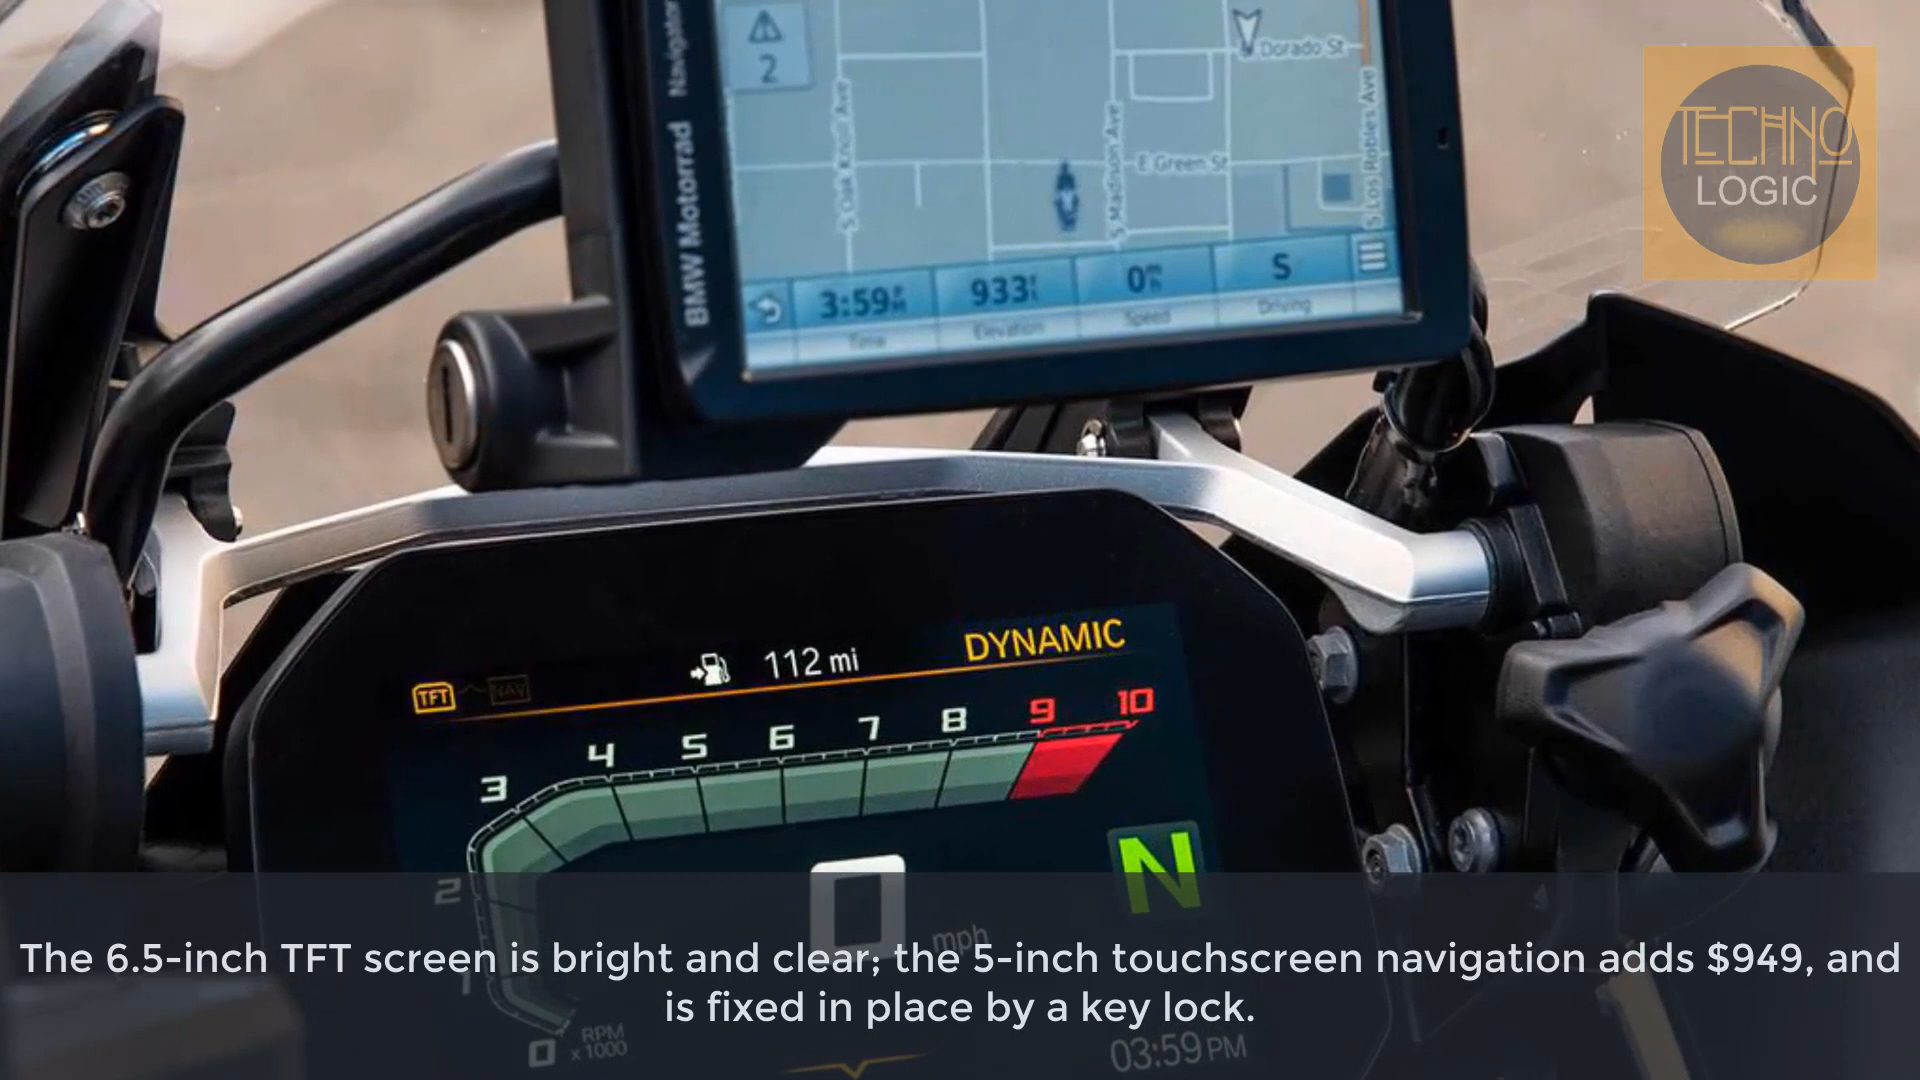 BMW Motorrad Navigator
2
Dorado St
S Oak Knoll Ave
S Madison Ave
E Green St
S Los Robles Ave
3:59
933
0
S
Time
Elevation
Speed
Driving
TECHNO
LOGIC
TFT
NAV
112 mi
DYNAMIC
3 4 5 6 7 8 9 10
2
1
0
RPM
x 1000
0
mph
N
03:59 PM
The 6.5-inch TFT screen is bright and clear; the 5-inch touchscreen navigation adds $949, and
is fixed in place by a key lock.